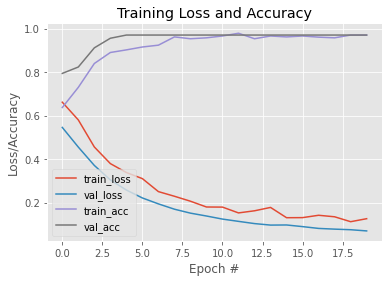 Training Loss and Accuracy
Loss/Accuracy
1.0
0.8
0.6
0.4
0.2
train_loss
val_loss
train_acc
val_acc
0.0 2.5 5.0 7.5 10.0 12.5 15.0 17.5
Epoch #